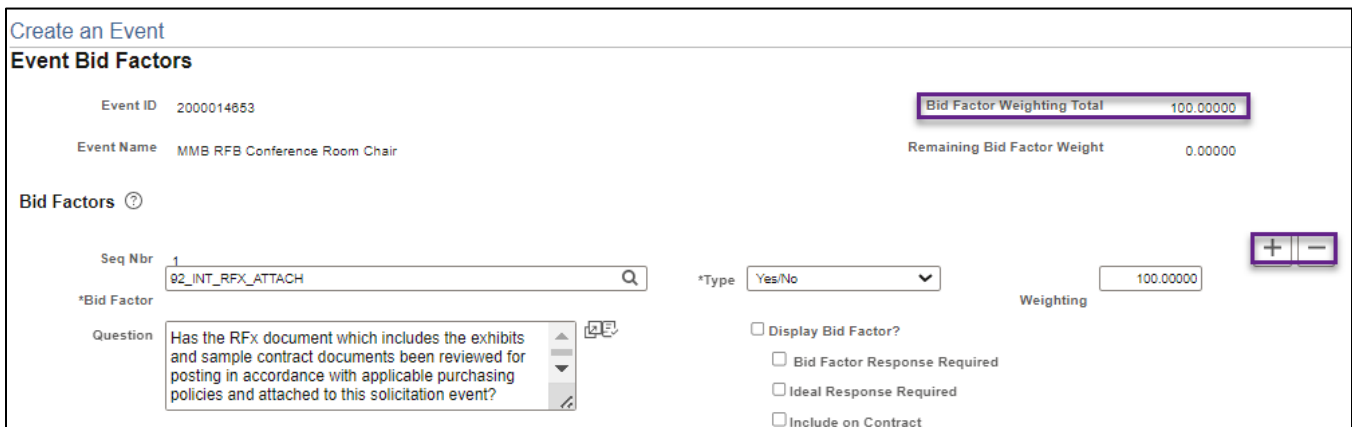 Create an Event
Event Bid Factors
Event ID 2000014653 Bid Factor Weighting Total 100.00000
Event Name MMB RFB Conference Room Chair Remaining Bid Factor Weight 0.00000
Bid Factors ?
Seq Nbr 1
92_INT_RFX_ATTACH *Type Yes/No 100.00000
*Bid Factor Weighting
Question Has the RFx document which includes the exhibits
and sample contract documents been reviewed for
posting in accordance with applicable purchasing
policies and attached to this solicitation event?
Display Bid Factor?
Bid Factor Response Required
Ideal Response Required
Include on Contract